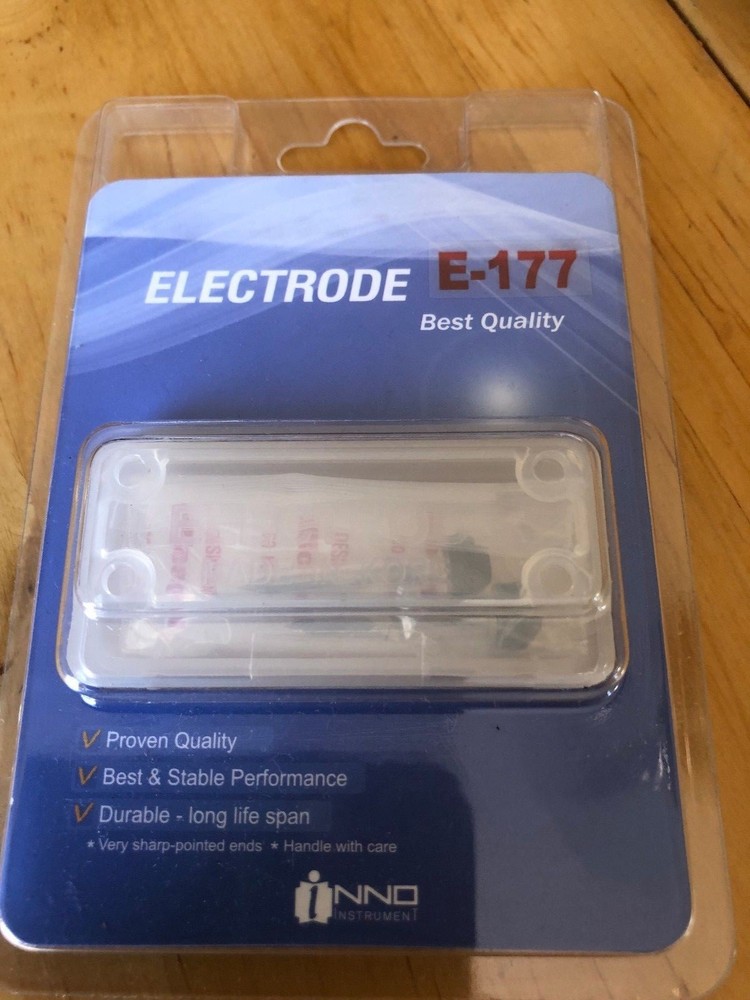 ELECTRODE E-177
Best Quality
Proven Quality
Best & Stable Performance
Durable - long life span
* Very sharp-pointed ends * Handle with care
iNNO
INSTRUMENT